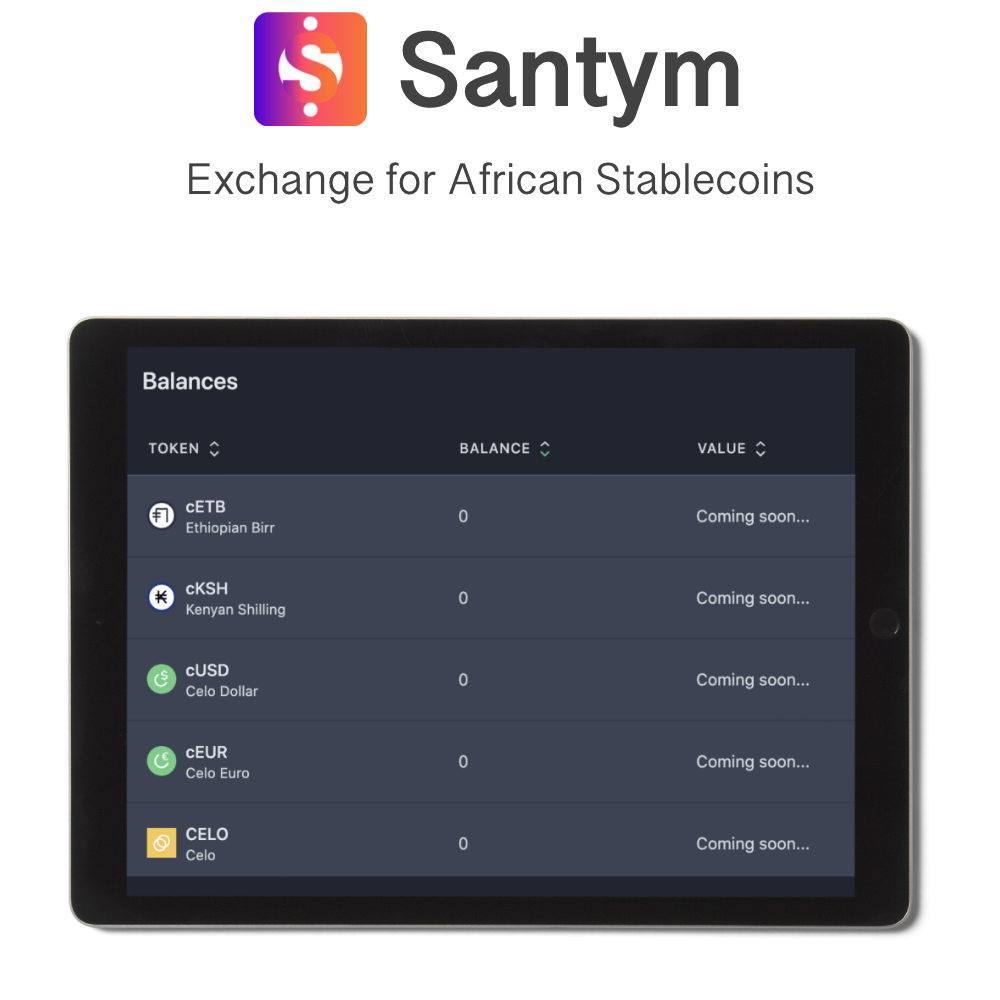 Santym
Exchange for African Stablecoins
Balances
TOKEN BALANCE VALUE
cETB
Ethiopian Birr
0 Coming soon...
cKSH
Kenyan Shilling
0 Coming soon...
cUSD
Celo Dollar
0 Coming soon...
cEUR
Celo Euro
0 Coming soon...
CELO
Celo
0 Coming soon...